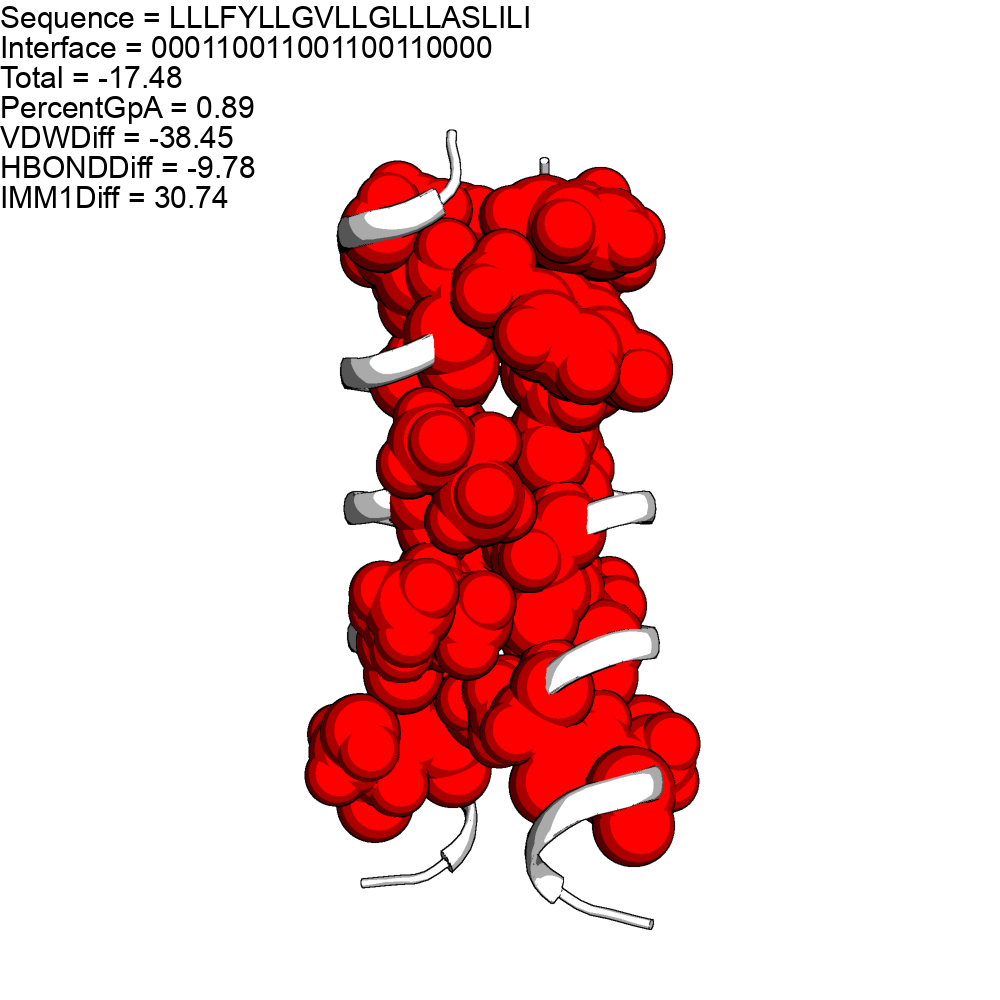 Sequence = LLLFYLLGVLLGLLLASLILI
Interface = 000110011001100110000
Total = -17.48
PercentGpA = 0.89
VDWDiff = -38.45
HBONDDiff = -9.78
IMM1Diff = 30.74